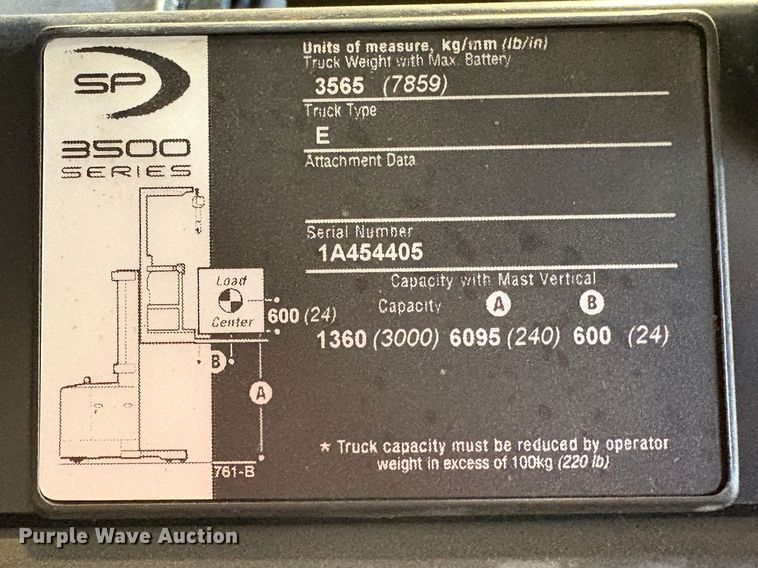 SP
3500
SERIES
Units of measure, kg/mm (lb/in)
Truck Weight with Max. Battery
3565 (7859)
Truck Type
E
Attachment Data
Serial Number
1A454405
Capacity with Mast Vertical
Capacity A B
1360 (3000) 6095 (240) 600 (24)
Load
Center
600 (24)
B
A
761-B
* Truck capacity must be reduced by operator
weight in excess of 100kg (220 lb)
Purple Wave Auction